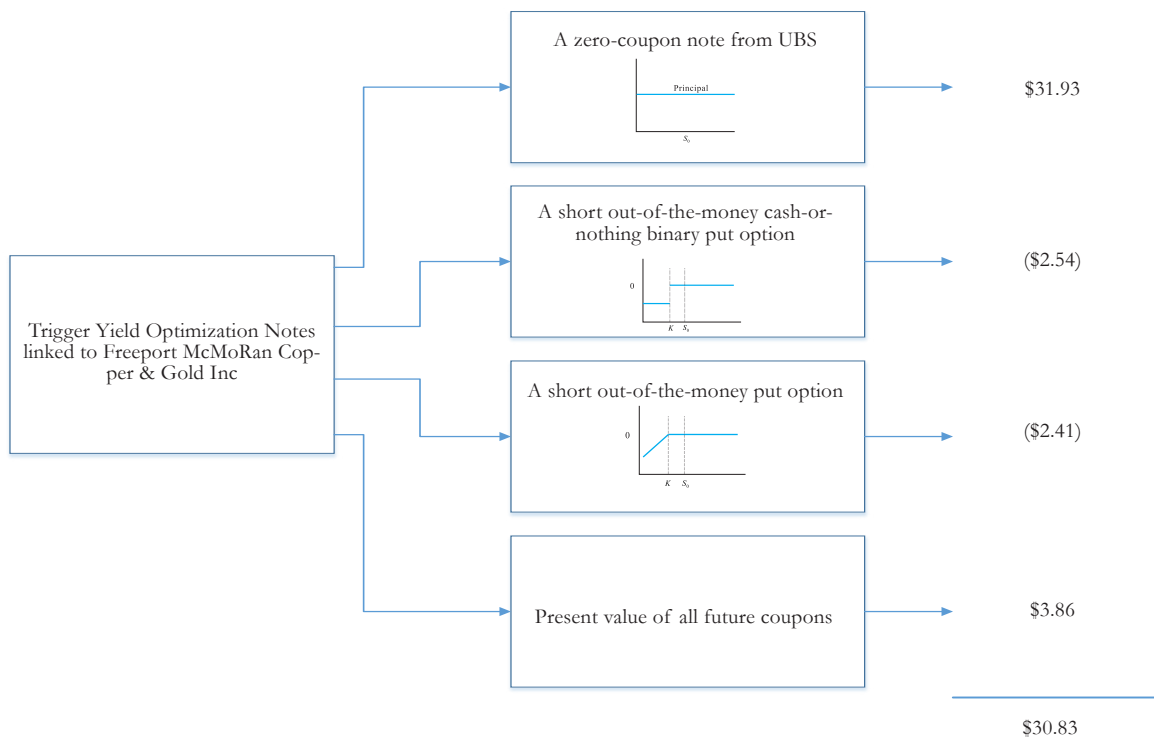 A zero-coupon note from UBS
Principal
S₀
$31.93
A short out-of-the-money cash-or-
nothing binary put option
0
K
S₀
($2.54)
Trigger Yield Optimization Notes
linked to Freeport McMoRan Cop-
per & Gold Inc
A short out-of-the-money put option
0
K
S₀
($2.41)
Present value of all future coupons
$3.86
$30.83